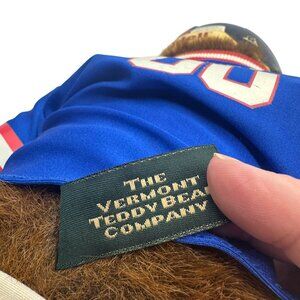 THE
VERMONT
TEDDY BEAR
COMPANY